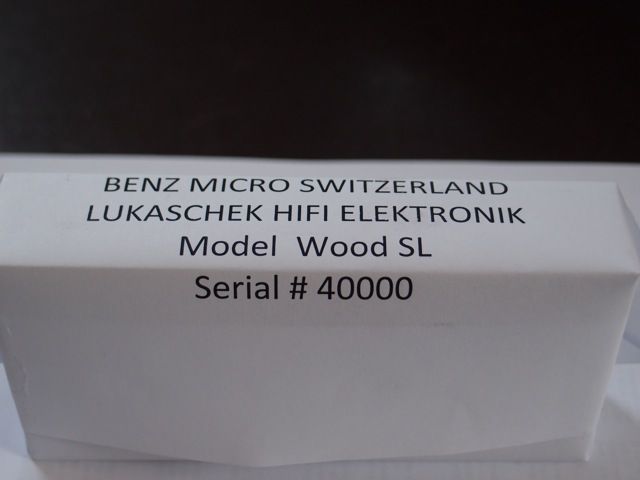 BENZ MICRO SWITZERLAND
LUKASCHEK HIFI ELEKTRONIK
Model  Wood SL
Serial # 40000